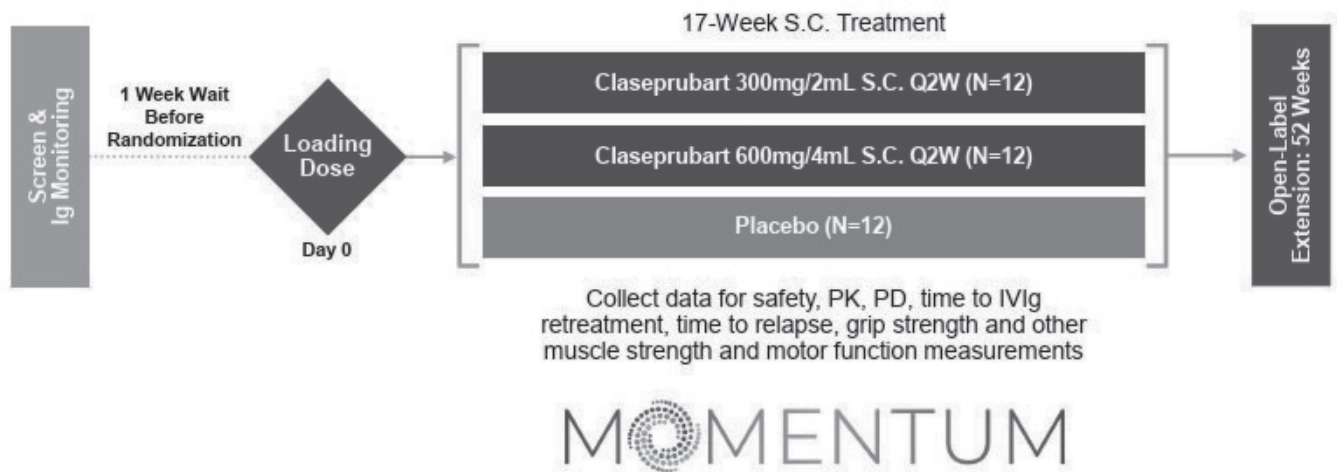 17-Week S.C. Treatment
Screen &
Ig Monitoring
1 Week Wait
Before
Randomization
Loading
Dose
Day 0
Claseprubart 300mg/2mL S.C. Q2W (N=12)
Claseprubart 600mg/4mL S.C. Q2W (N=12)
Placebo (N=12)
Open-Label
Extension: 52 Weeks
Collect data for safety, PK, PD, time to IVIg
retreatment, time to relapse, grip strength and other
muscle strength and motor function measurements
MOMENTUM